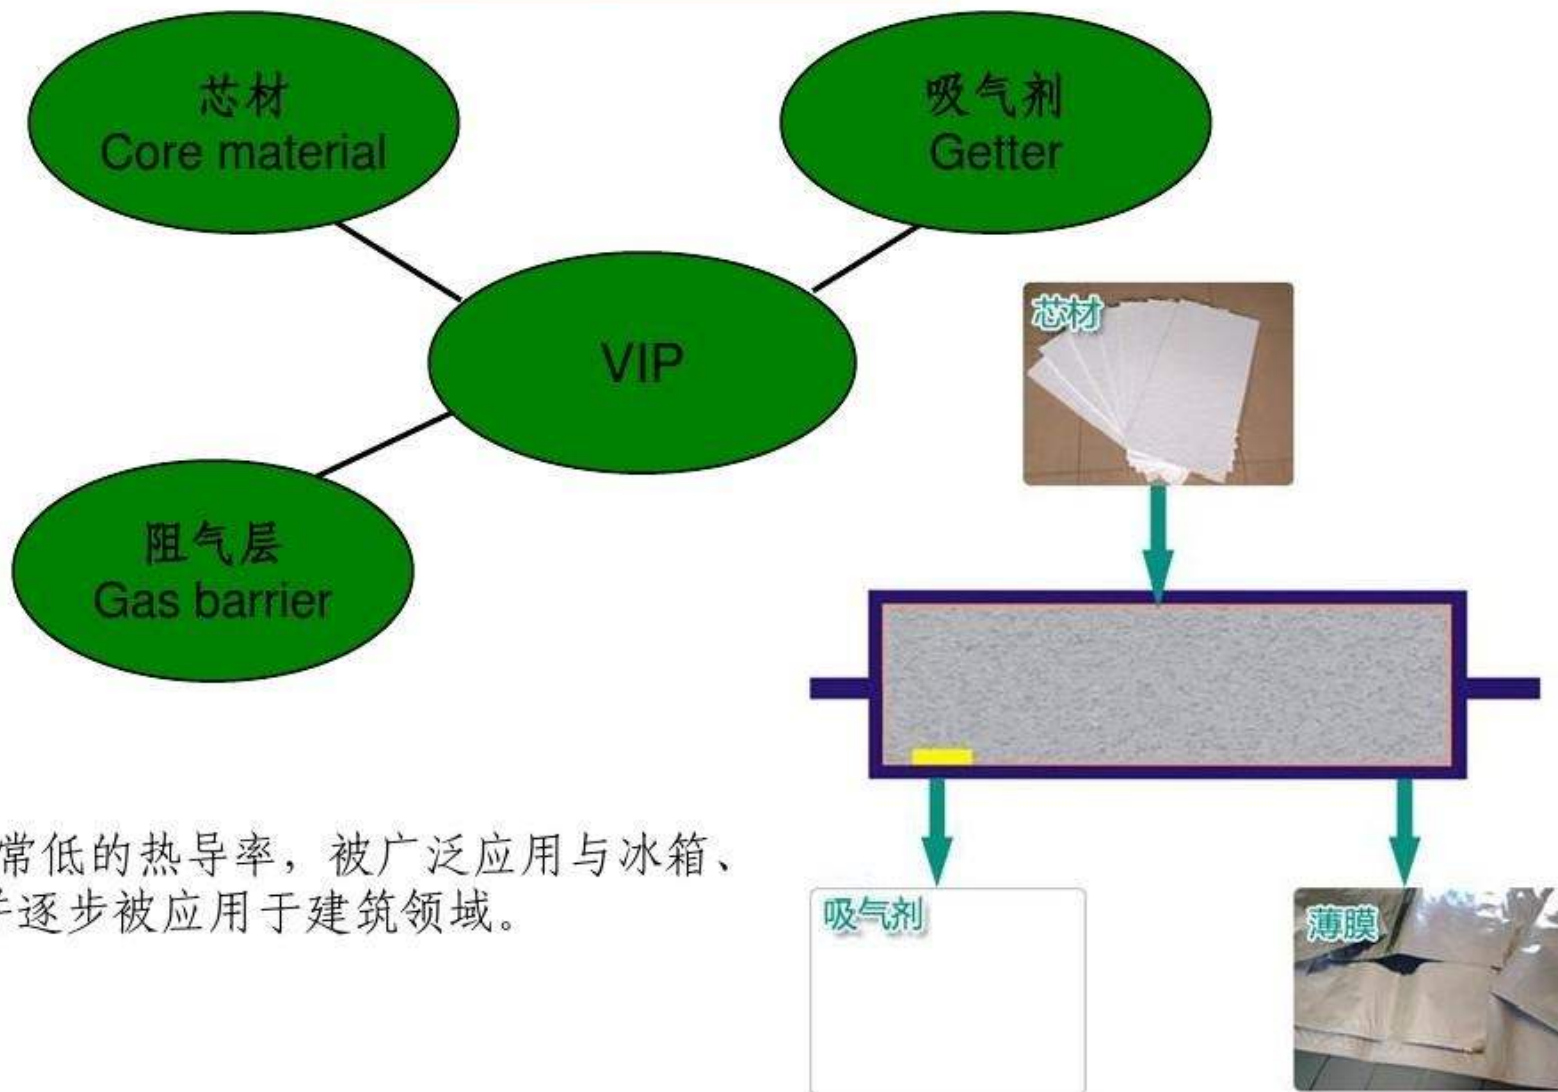 芯材
Core material
吸气剂
Getter
VIP
阻气层
Gas barrier
芯材
常低的热导率，被广泛应用与冰箱、
逐步被应用于建筑领域。
吸气剂
薄膜